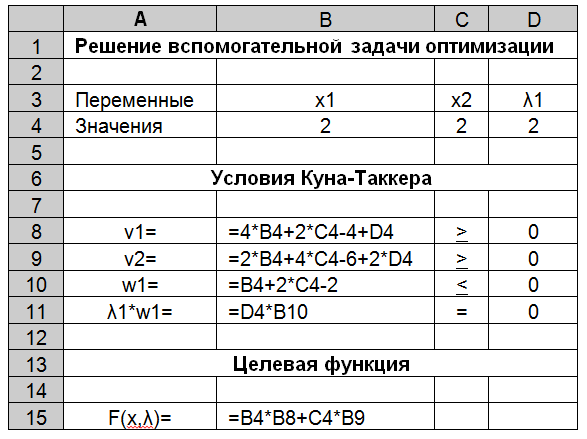 A B C D
1 Решение вспомогательной задачи оптимизации
2
3 Переменные x1 x2 λ1
4 Значения 2 2 2
5
6 Условия Куна-Таккера
7
8 v1= =4*B4+2*C4-4+D4 ≥ 0
9 v2= =2*B4+4*C4-6+2*D4 ≥ 0
10 w1= =B4+2*C4-2 ≤ 0
11 λ1*w1= =D4*B10 = 0
12
13 Целевая функция
14
15 F(x,λ)= =B4*B8+C4*B9